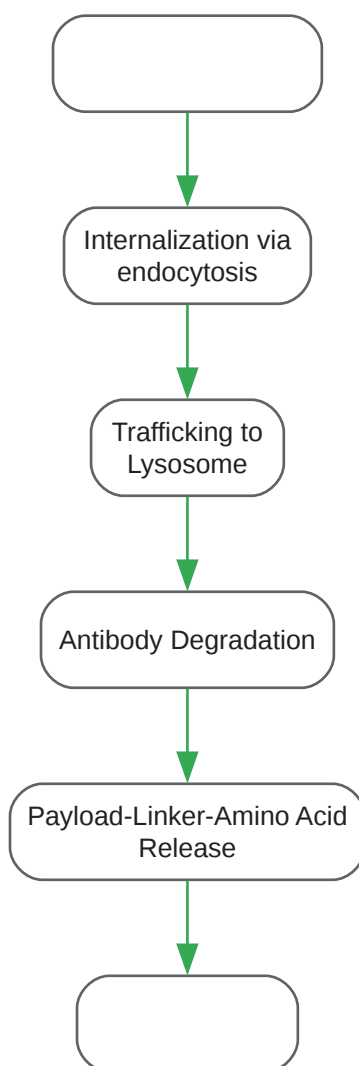 Internalization via
endocytosis
Trafficking to
Lysosome
Antibody Degradation
Payload-Linker-Amino Acid
Release